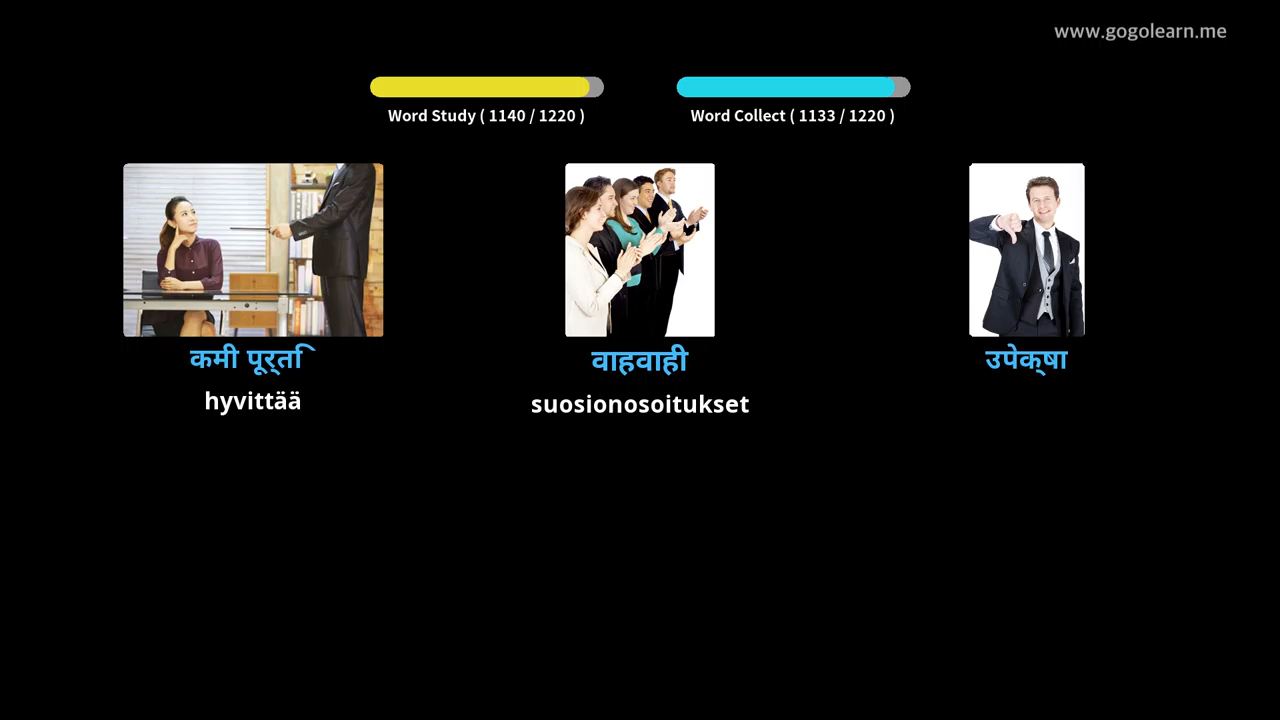 www.gogolearn.me
Word Study ( 1140 / 1220 )
Word Collect ( 1133 / 1220 )
कमी पूर्ति
hyvittää
वाहवाही
suosionosoitukset
उपेक्षा